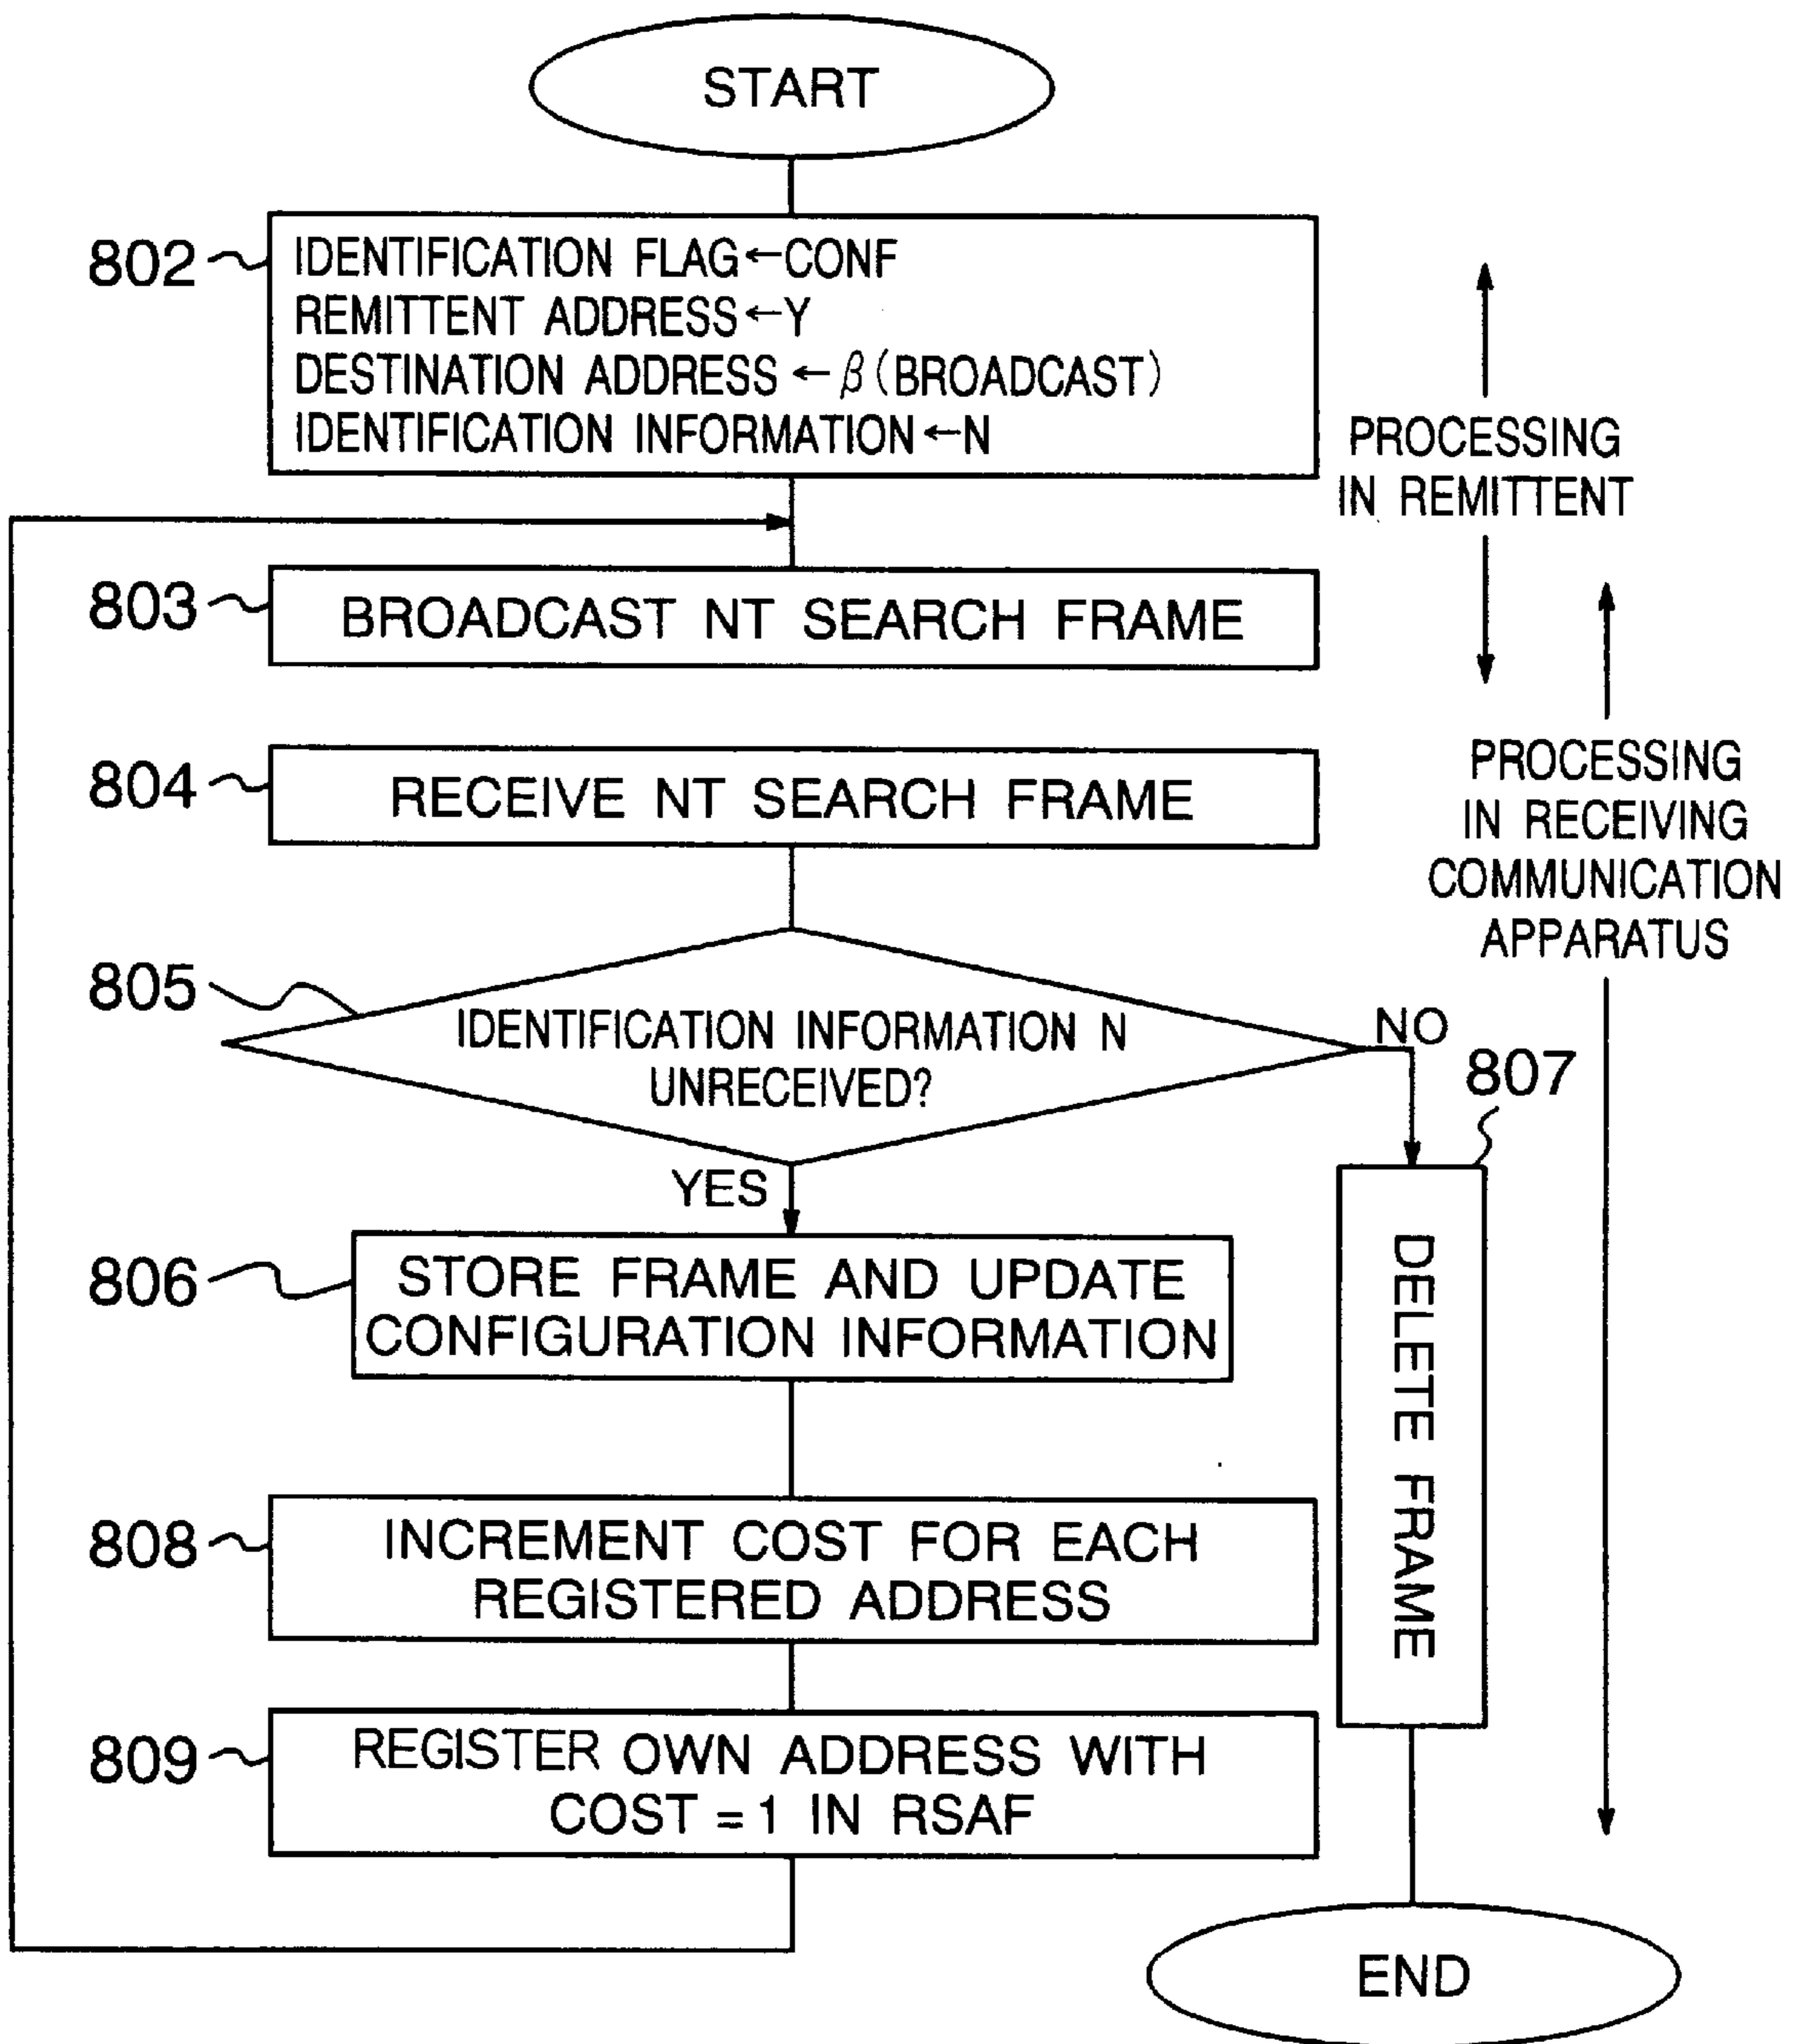 START
802
IDENTIFICATION FLAG←CONF
REMITTENT ADDRESS←Y
DESTINATION ADDRESS ← β(BROADCAST)
IDENTIFICATION INFORMATION←N
PROCESSING
IN REMITTENT
803
BROADCAST NT SEARCH FRAME
804
RECEIVE NT SEARCH FRAME
PROCESSING
IN RECEIVING
COMMUNICATION
APPARATUS
805
IDENTIFICATION INFORMATION N
UNRECEIVED?
NO
807
YES
806
STORE FRAME AND UPDATE
CONFIGURATION INFORMATION
DELETE FRAME
808
INCREMENT COST FOR EACH
REGISTERED ADDRESS
809
REGISTER OWN ADDRESS WITH
COST = 1 IN RSAF
END